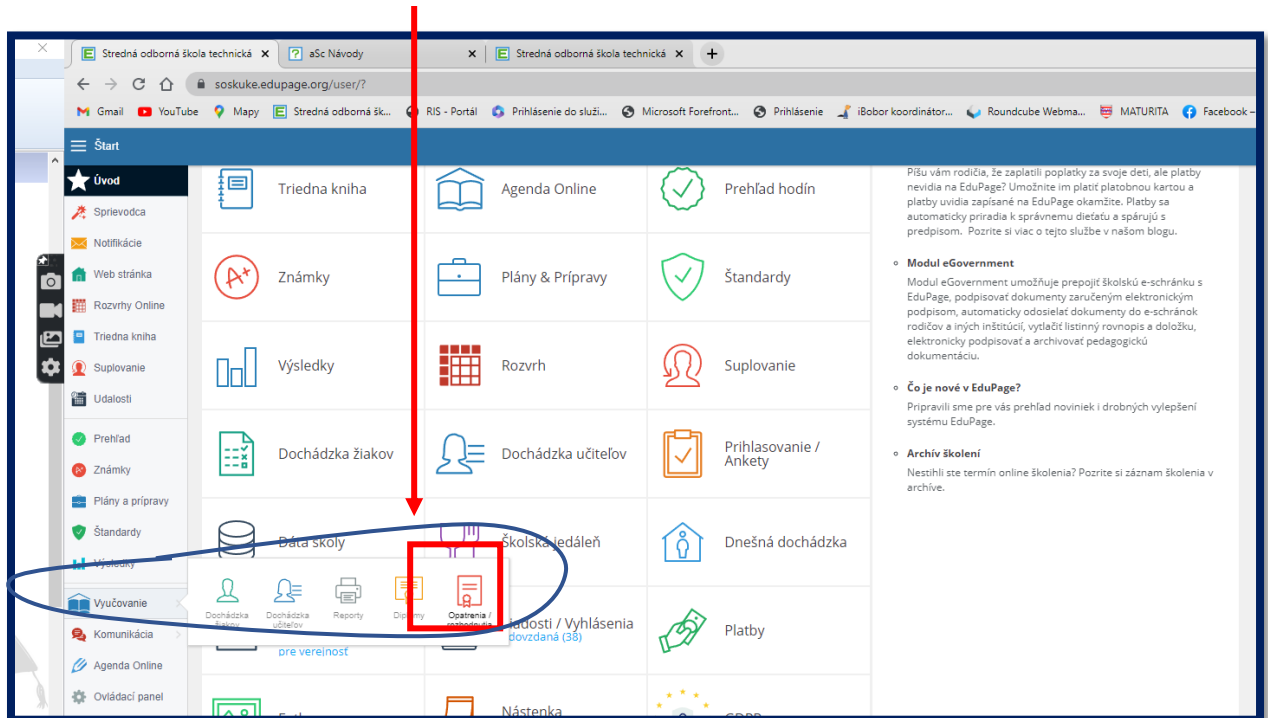 Stredná odborná škola technická
aSc Návody
Stredná odborná škola technická
soskuke.edupage.org/user/?
Gmail
YouTube
Mapy
Stredná odborná šk...
RIS - Portál
Prihlásenie do služi...
Microsoft Forefront...
Prihlásenie
iBobor koordinátor...
Roundcube Webma...
MATURITA
Facebook –
Štart
Úvod
Sprievodca
Notifikácie
Web stránka
Rozvrhy Online
Triedna kniha
Suplovanie
Udalosti
Prehľad
Známky
Plány a prípravy
Štandardy
Výsledky
Vyučovanie
Komunikácia
Agenda Online
Ovládací panel
Triedna kniha
Agenda Online
Prehľad hodín
Známky
Plány & Prípravy
Štandardy
Výsledky
Rozvrh
Suplovanie
Dochádzka žiakov
Dochádzka učiteľov
Prihlasovanie /
Ankety
Dáta školy
Školská jedáleň
Dnešná dochádzka
Dochádzka
žiakov
Dochádzka
učiteľov
Reporty
Diplomy
Opatrenia /
rozhodnutia
pre verejnosť
/ Vyhlásenia
(38)
Platby
Nástenka
GDPR
Píšu vám rodičia, že zaplatili poplatky za svoje deti, ale platby
nevidia na EduPage? Umožnite im platiť platobnou kartou a
platby uvidia zapísané na EduPage okamžite. Platby sa
automaticky priradia k správnemu dieťaťu a spárujú s
predpisom. Pozrite si viac o tejto službe v našom blogu.
Modul eGovernment
Modul eGovernment umožňuje prepojiť školskú e-schránku s
EduPage, podpisovať dokumenty zaručeným elektronickým
podpisom, automaticky odosielať dokumenty do e-schránok
rodičov a iných inštitúcií, vytlačiť listinný rovnopis a doložku,
elektronicky podpisovať a archivovať pedagogickú
dokumentáciu.
Čo je nové v EduPage?
Pripravili sme pre vás prehľad noviniek i drobných vylepšení
systému EduPage.
Archív školení
Nestihli ste termín online školenia? Pozrite si záznam školenia v
archíve.